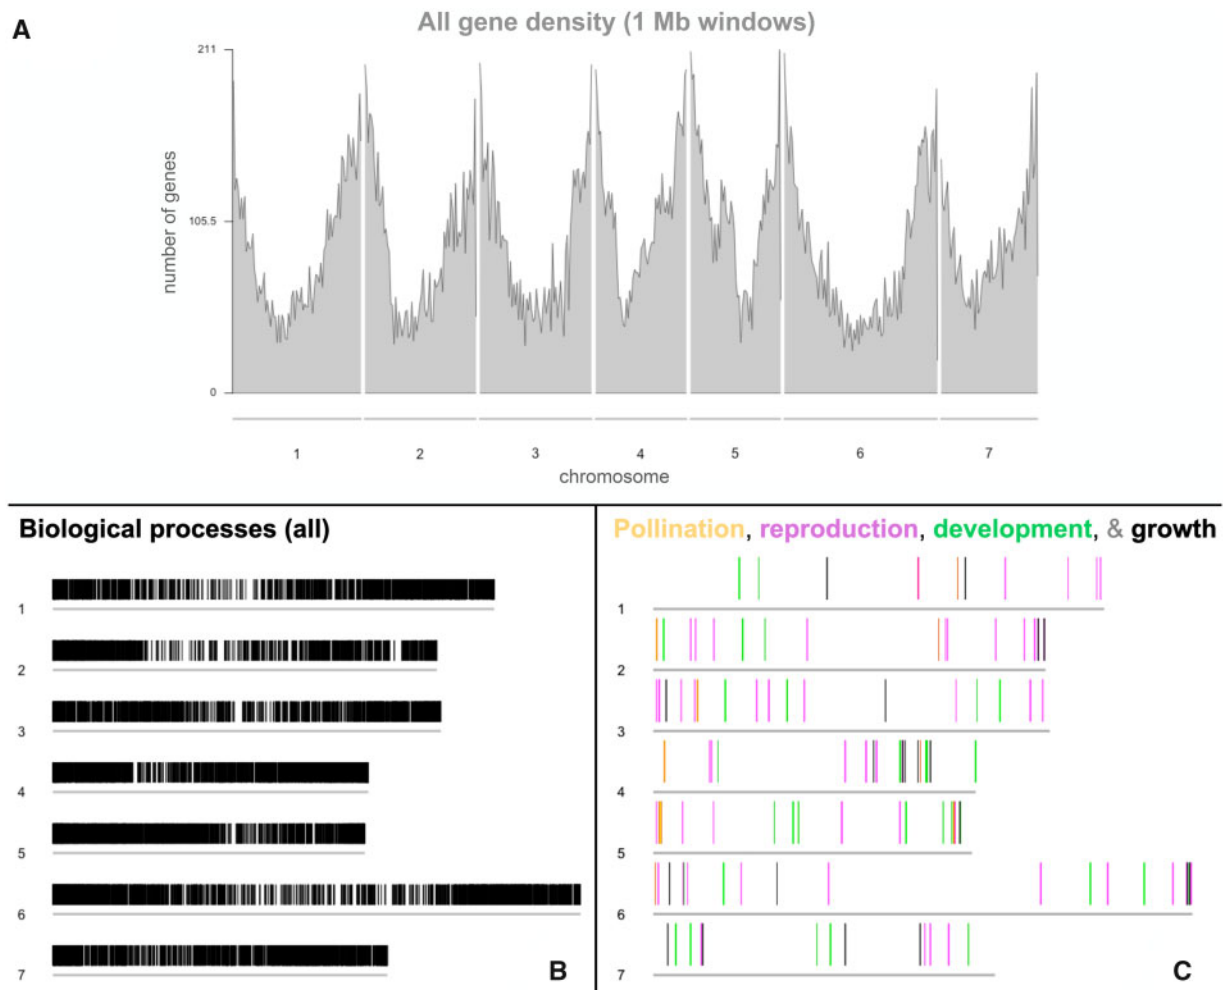 A
All gene density (1 Mb windows)
211
105.5
0
number of genes
1 2 3 4 5 6 7
chromosome
Biological processes (all)
1
2
3
4
5
6
7
B
Pollination, reproduction, development, & growth
1
2
3
4
5
6
7
C